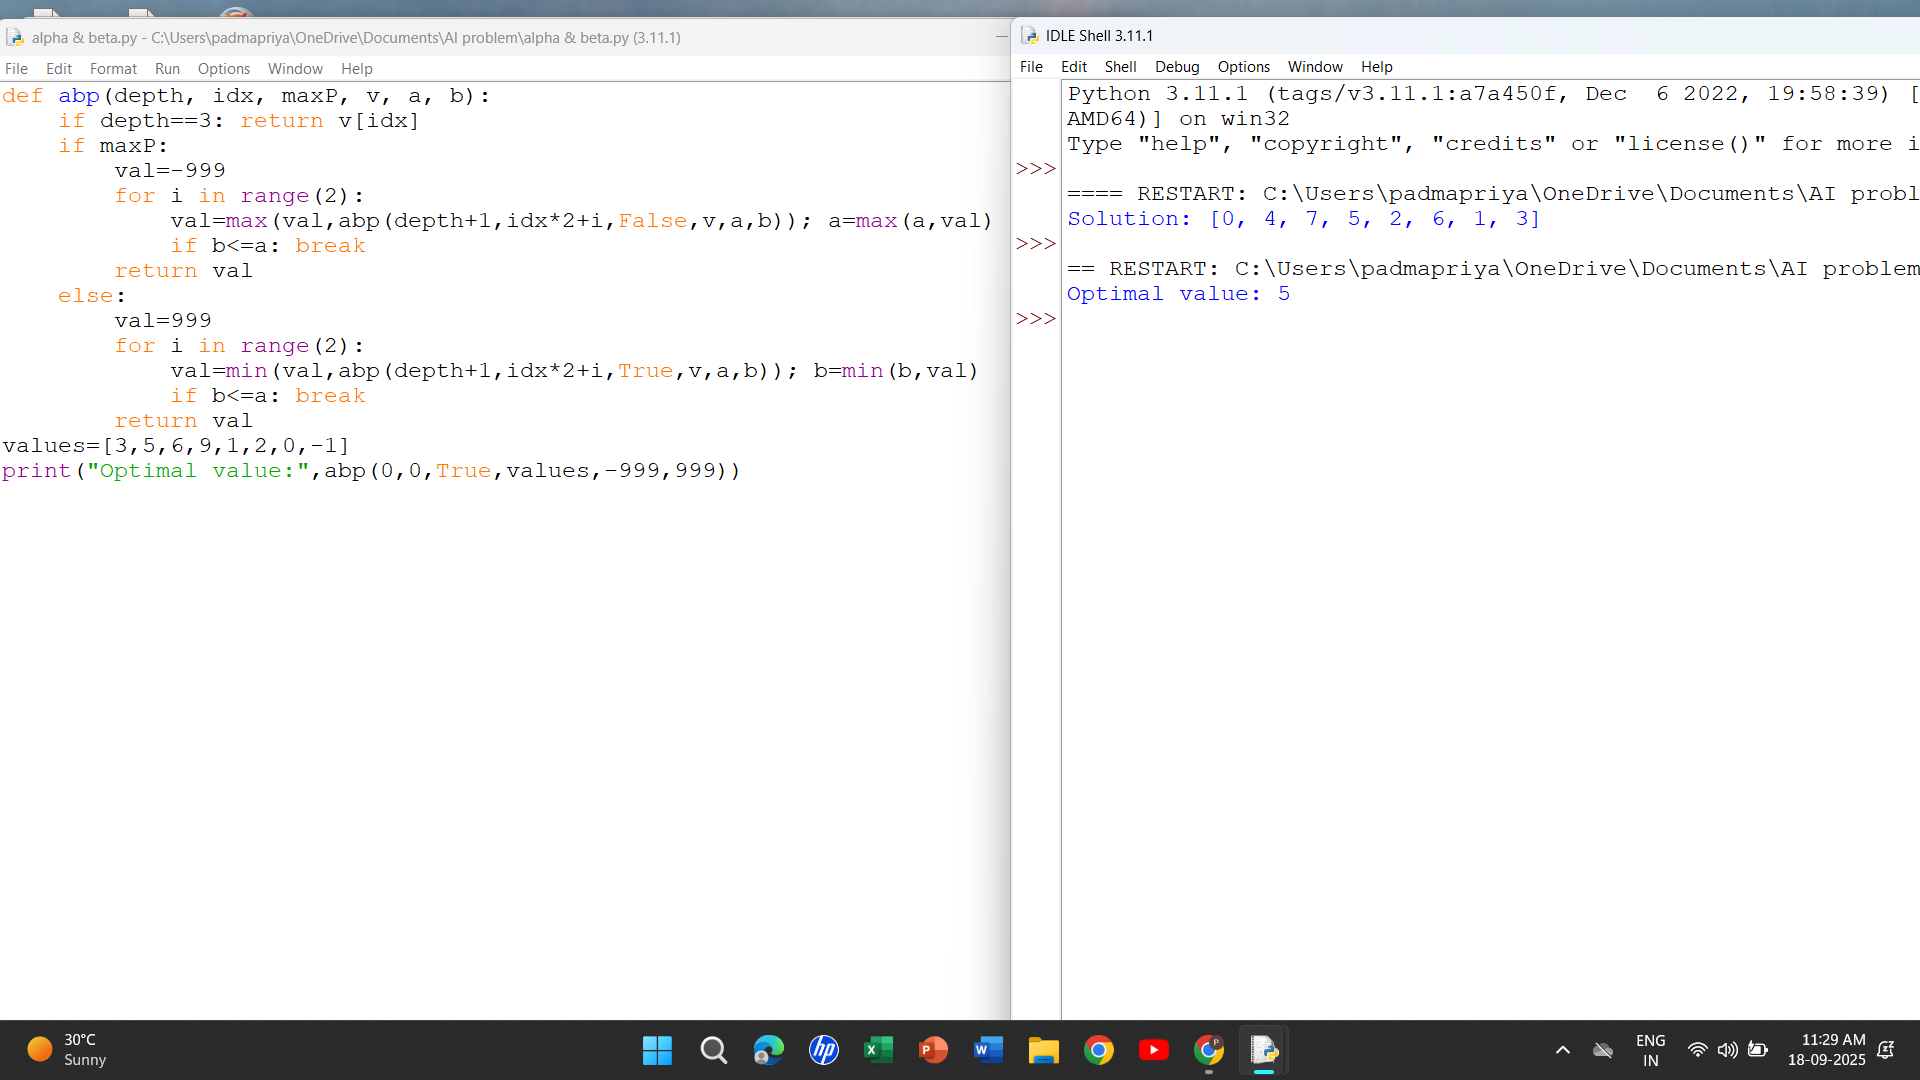 alpha & beta.py - C:\Users\padmapriya\OneDrive\Documents\AI problem\alpha & beta.py (3.11.1)
File Edit Format Run Options Window Help
def abp(depth, idx, maxP, v, a, b):
    if depth==3: return v[idx]
    if maxP:
        val=-999
        for i in range(2):
            val=max(val,abp(depth+1,idx*2+i,False,v,a,b)); a=max(a,val)
            if b<=a: break
        return val
    else:
        val=999
        for i in range(2):
            val=min(val,abp(depth+1,idx*2+i,True,v,a,b)); b=min(b,val)
            if b<=a: break
        return val
values=[3,5,6,9,1,2,0,-1]
print("Optimal value:",abp(0,0,True,values,-999,999))
IDLE Shell 3.11.1
File Edit Shell Debug Options Window Help
Python 3.11.1 (tags/v3.11.1:a7a450f, Dec  6 2022, 19:58:39) [
AMD64)] on win32
Type "help", "copyright", "credits" or "license()" for more i
>>>
==== RESTART: C:\Users\padmapriya\OneDrive\Documents\AI probl
Solution: [0, 4, 7, 5, 2, 6, 1, 3]
>>>
== RESTART: C:\Users\padmapriya\OneDrive\Documents\AI problem
Optimal value: 5
>>>
30°C
Sunny
hp
P
W
P
ENG
IN
11:29 AM
18-09-2025